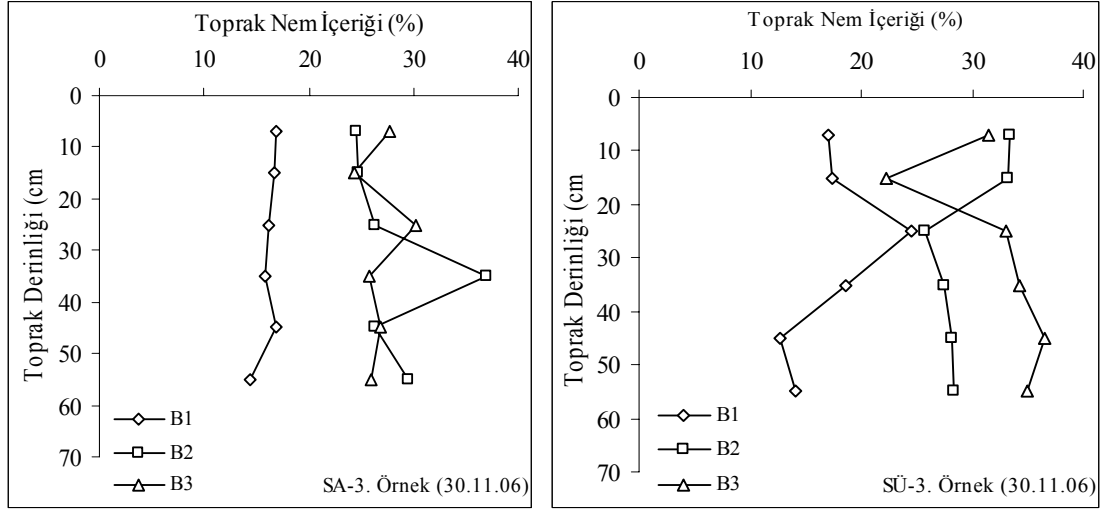 Toprak Nem İçeriği (%)
0 10 20 30 40
0
10
20
30
40
50
60
70
Toprak Derinliği (cm
B1
B2
B3
SA-3. Örnek (30.11.06)
Toprak Nem İçeriği (%)
0 10 20 30 40
0
10
20
30
40
50
60
70
Toprak Derinliği (cm
B1
B2
B3
SÜ-3. Örnek (30.11.06)